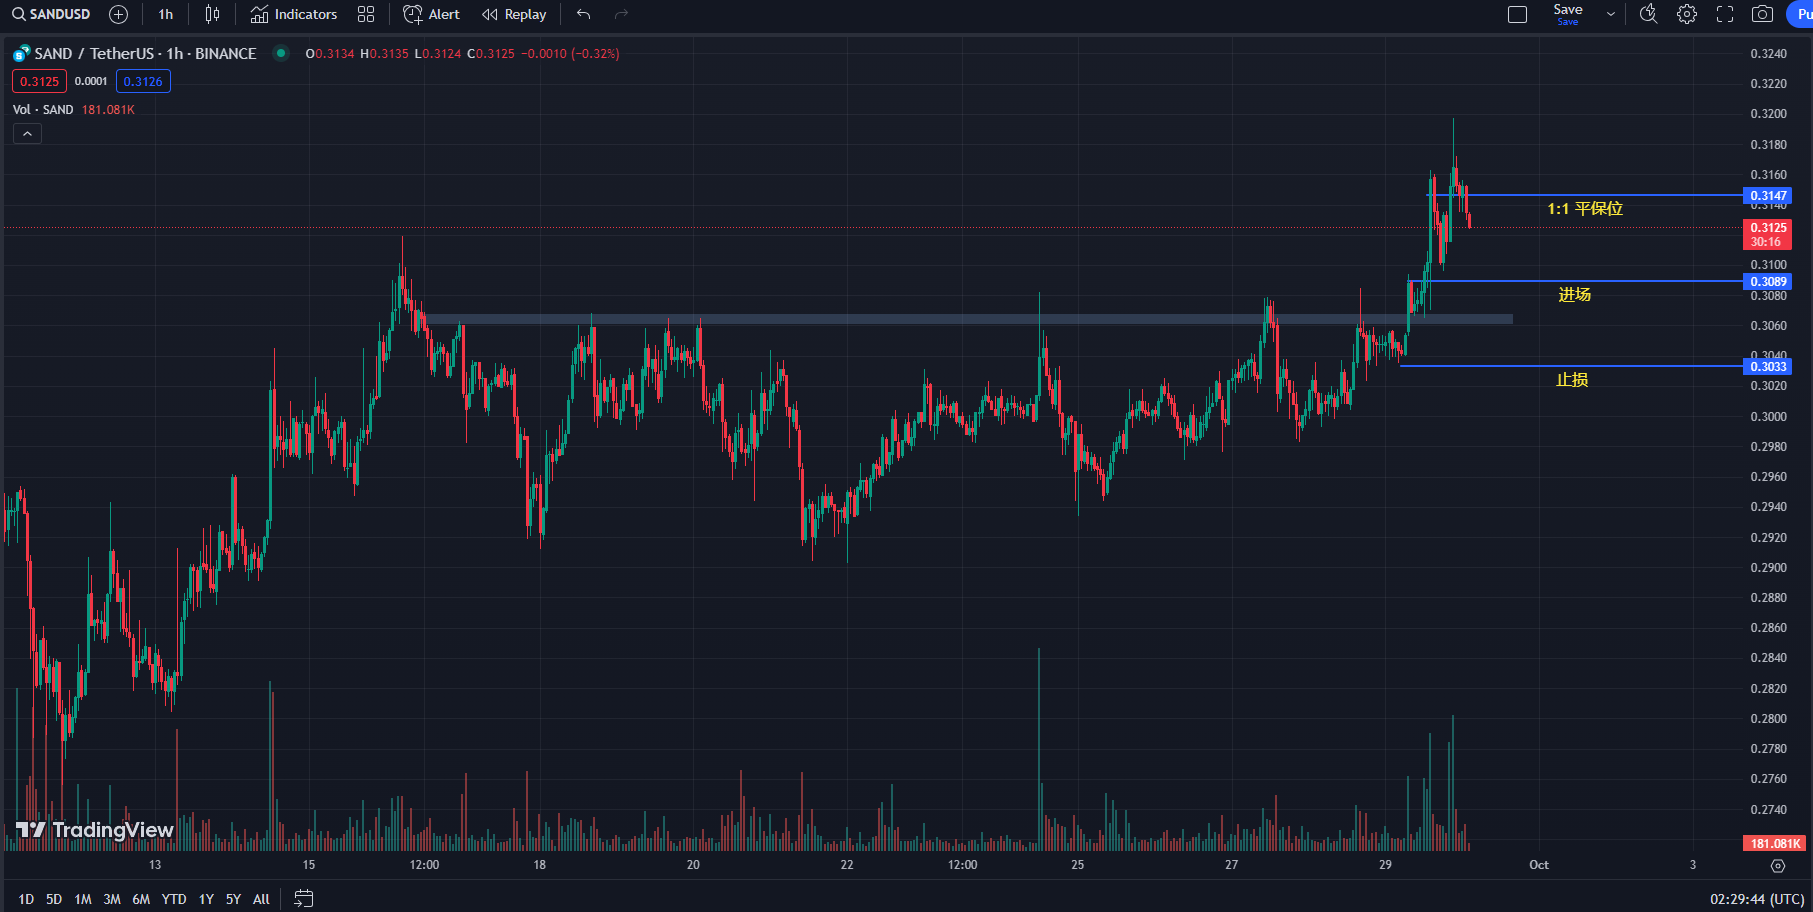 SANDUSD 1h Indicators Alert Replay Save Pu
Save
SAND / TetherUS · 1h · BINANCE O0.3134 H0.3135 L0.3124 C0.3125 −0.0010 (−0.32%)
0.3125 0.0001 0.3126
Vol · SAND 181.081K
0.3240
0.3220
0.3200
0.3180
0.3160
0.3147
0.3140
1:1 平保位
0.3125
30:16
0.3100
0.3089
进场
0.3080
0.3060
0.3040
0.3033
止损
0.3020
0.3000
0.2980
0.2960
0.2940
0.2920
0.2900
0.2880
0.2860
0.2840
0.2820
0.2800
0.2780
0.2760
0.2740
TradingView
181.081K
13 15 12:00 18 20 22 12:00 25 27 29 Oct 3
1D 5D 1M 3M 6M YTD 1Y 5Y All 02:29:44 (UTC)